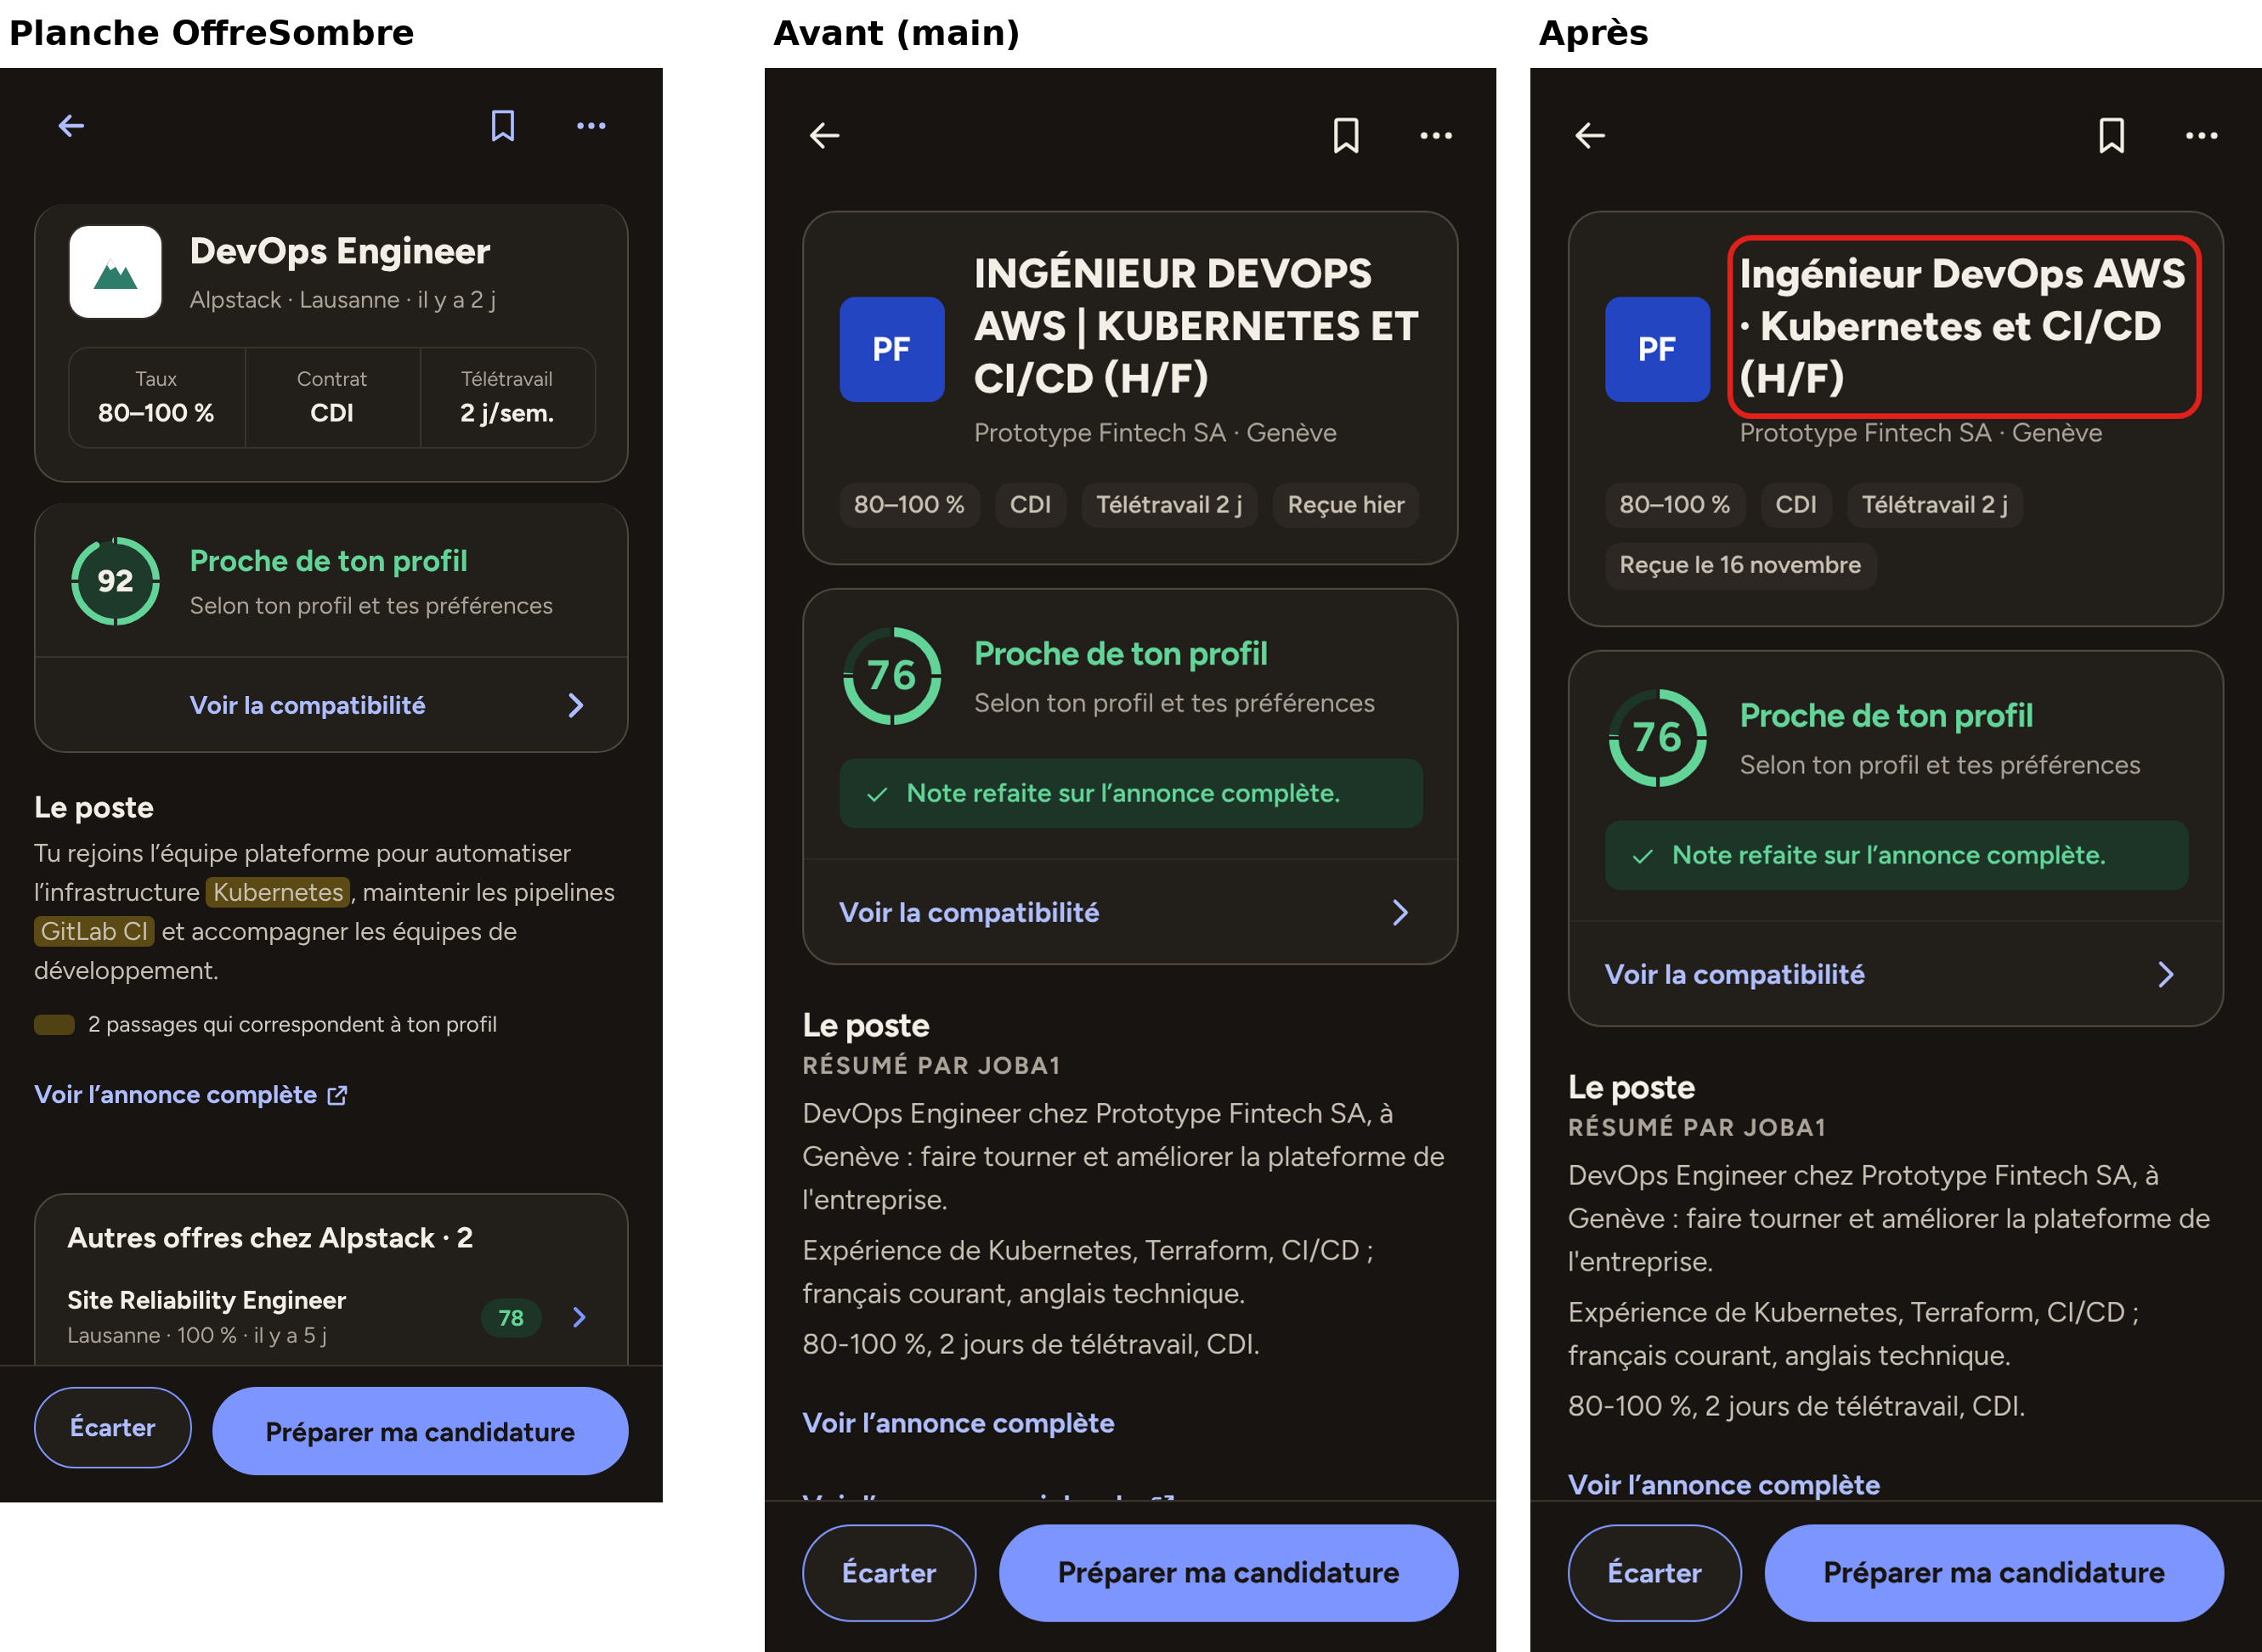 Planche OffreSombre
DevOps Engineer
Alpstack · Lausanne · il y a 2 j
Taux
80–100 %
Contrat
CDI
Télétravail
2 j/sem.
92
Proche de ton profil
Selon ton profil et tes préférences
Voir la compatibilité
Le poste
Tu rejoins l’équipe plateforme pour automatiser
l’infrastructure Kubernetes, maintenir les pipelines
GitLab CI et accompagner les équipes de
développement.
2 passages qui correspondent à ton profil
Voir l’annonce complète
Autres offres chez Alpstack · 2
Site Reliability Engineer
Lausanne · 100 % · il y a 5 j
78
Écarter
Préparer ma candidature
Avant (main)
PF
INGÉNIEUR DEVOPS
AWS | KUBERNETES ET
CI/CD (H/F)
Prototype Fintech SA · Genève
80–100 %
CDI
Télétravail 2 j
Reçue hier
76
Proche de ton profil
Selon ton profil et tes préférences
Note refaite sur l’annonce complète.
Voir la compatibilité
Le poste
RÉSUMÉ PAR JOBA1
DevOps Engineer chez Prototype Fintech SA, à
Genève : faire tourner et améliorer la plateforme de
l'entreprise.
Expérience de Kubernetes, Terraform, CI/CD ;
français courant, anglais technique.
80-100 %, 2 jours de télétravail, CDI.
Voir l’annonce complète
Écarter
Préparer ma candidature
Après
PF
Ingénieur DevOps AWS
· Kubernetes et CI/CD
(H/F)
Prototype Fintech SA · Genève
80–100 %
CDI
Télétravail 2 j
Reçue le 16 novembre
76
Proche de ton profil
Selon ton profil et tes préférences
Note refaite sur l’annonce complète.
Voir la compatibilité
Le poste
RÉSUMÉ PAR JOBA1
DevOps Engineer chez Prototype Fintech SA, à
Genève : faire tourner et améliorer la plateforme de
l'entreprise.
Expérience de Kubernetes, Terraform, CI/CD ;
français courant, anglais technique.
80-100 %, 2 jours de télétravail, CDI.
Voir l’annonce complète
Écarter
Préparer ma candidature